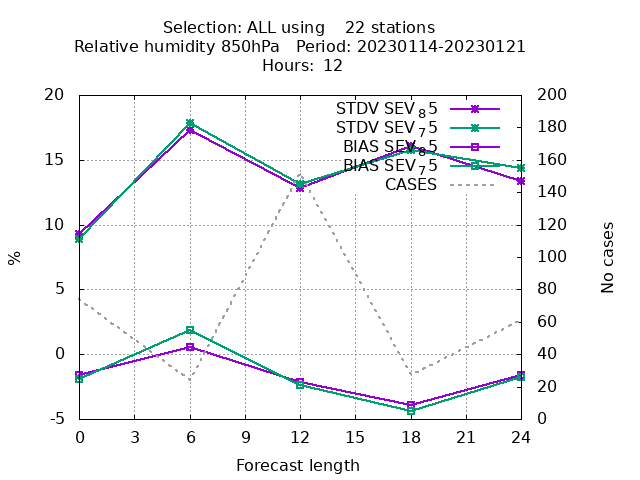 Selection: ALL using    22 stations
Relative humidity 850hPa   Period: 20230114-20230121
Hours: 12
STDV SEV₈5
STDV SEV₇5
BIAS SEV₈5
BIAS SEV₇5
CASES
%
20
15
10
5
0
-5
No cases
200
180
160
140
120
100
80
60
40
20
0
0 3 6 9 12 15 18 21 24
Forecast length